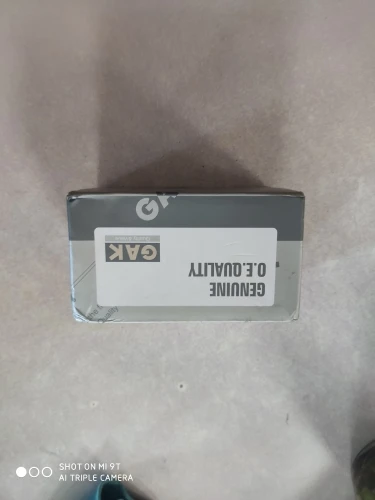 GENUINE
O.E.QUALITY
GAK
SHOT ON MI 9T
AI TRIPLE CAMERA